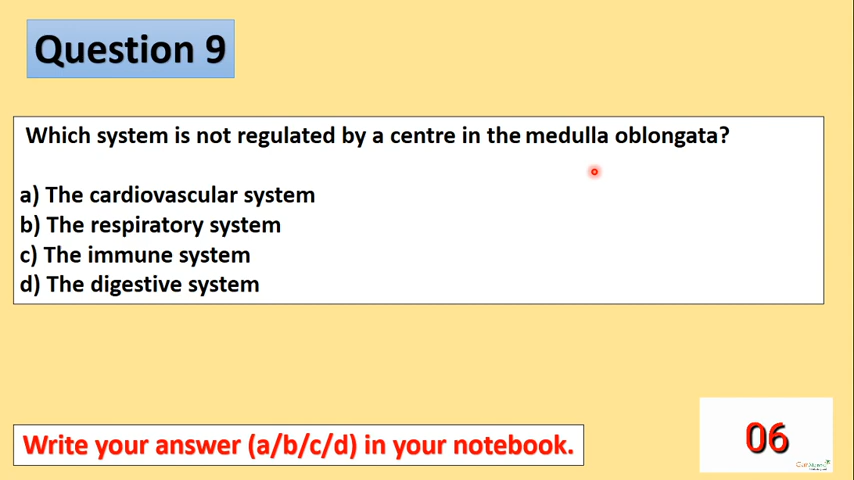 Question 9
Which system is not regulated by a centre in the medulla oblongata?
a) The cardiovascular system
b) The respiratory system
c) The immune system
d) The digestive system
Write your answer (a/b/c/d) in your notebook.
06